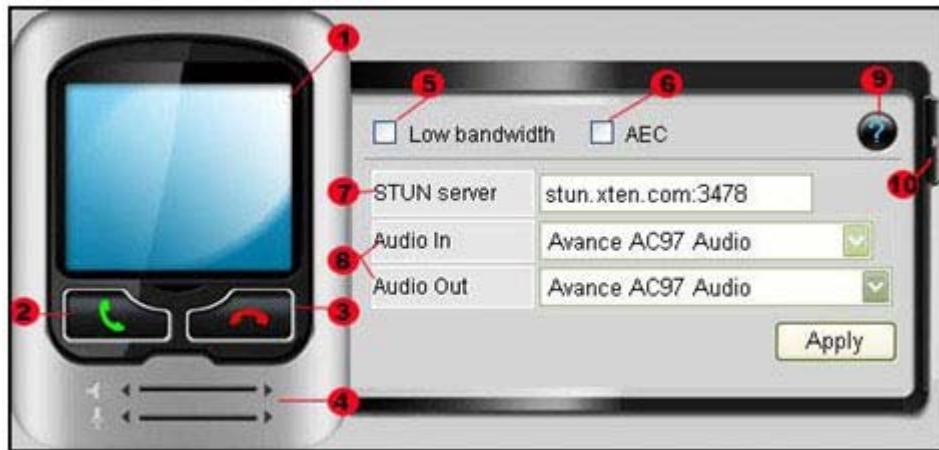 1
5
6
9
Low bandwidth
AEC
?
10
7
STUN server
stun.xten.com:3478
8
Audio In
Avance AC97 Audio
Audio Out
Avance AC97 Audio
2
3
Apply
4